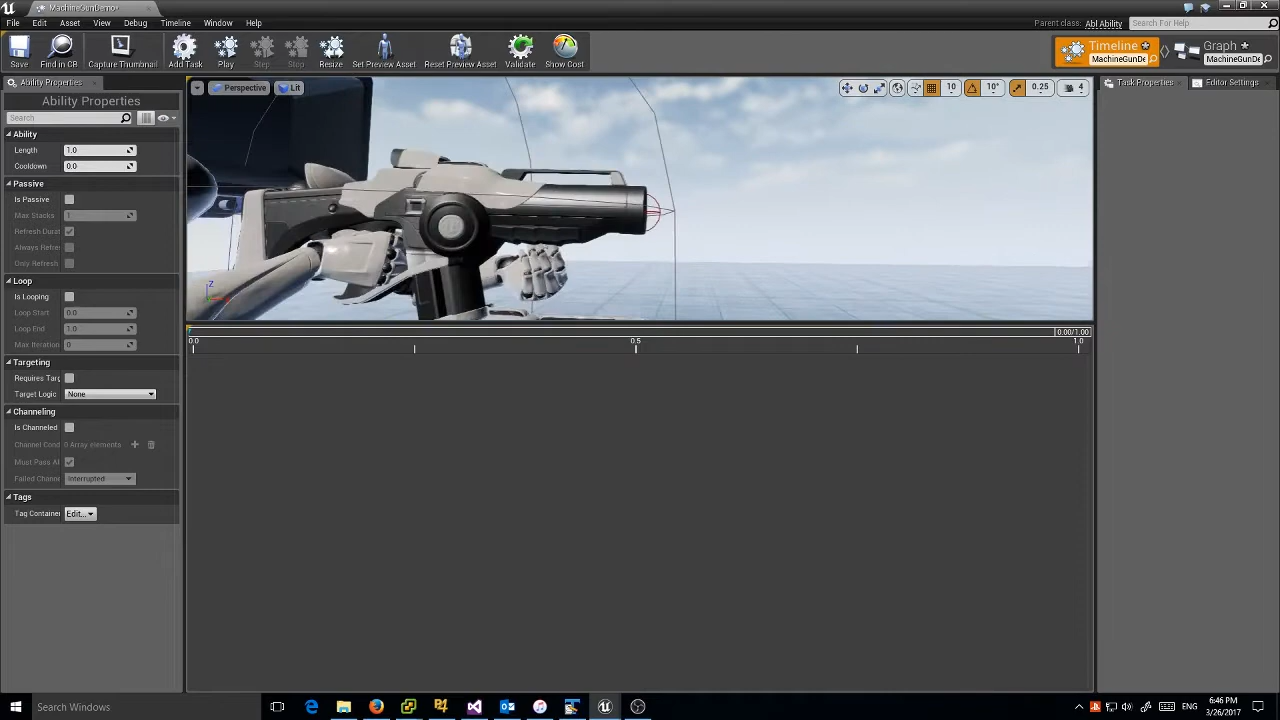 MachineGunDemo*
File Edit Asset View Debug Timeline Window Help
Parent class: Abl Ability
Search For Help
Save
Find in CB
Capture Thumbnail
Add Task
Play
Step
Stop
Resize
Set Preview Asset
Reset Preview Asset
Validate
Show Cost
Timeline
MachineGunDe
Graph
MachineGunDe
Ability Properties
Ability Properties
Search
Ability
Length 1.0
Cooldown 0.0
Passive
Is Passive
Max Stacks 1
Refresh Durat
Always Refres
Only Refresh
Loop
Is Looping
Loop Start 0.0
Loop End 1.0
Max Iteration 0
Targeting
Requires Targ
Target Logic None
Channeling
Is Channeled
Channel Cond 0 Array elements
Must Pass Al
Failed Channe Interrupted
Tags
Tag Container Edit...
Perspective
Lit
10
10°
0.25
4
Z
0.00/1.00
0.0
0.5
1.0
Task Properties
Editor Settings
Search Windows
ENG
6:46 PM
3/26/2017